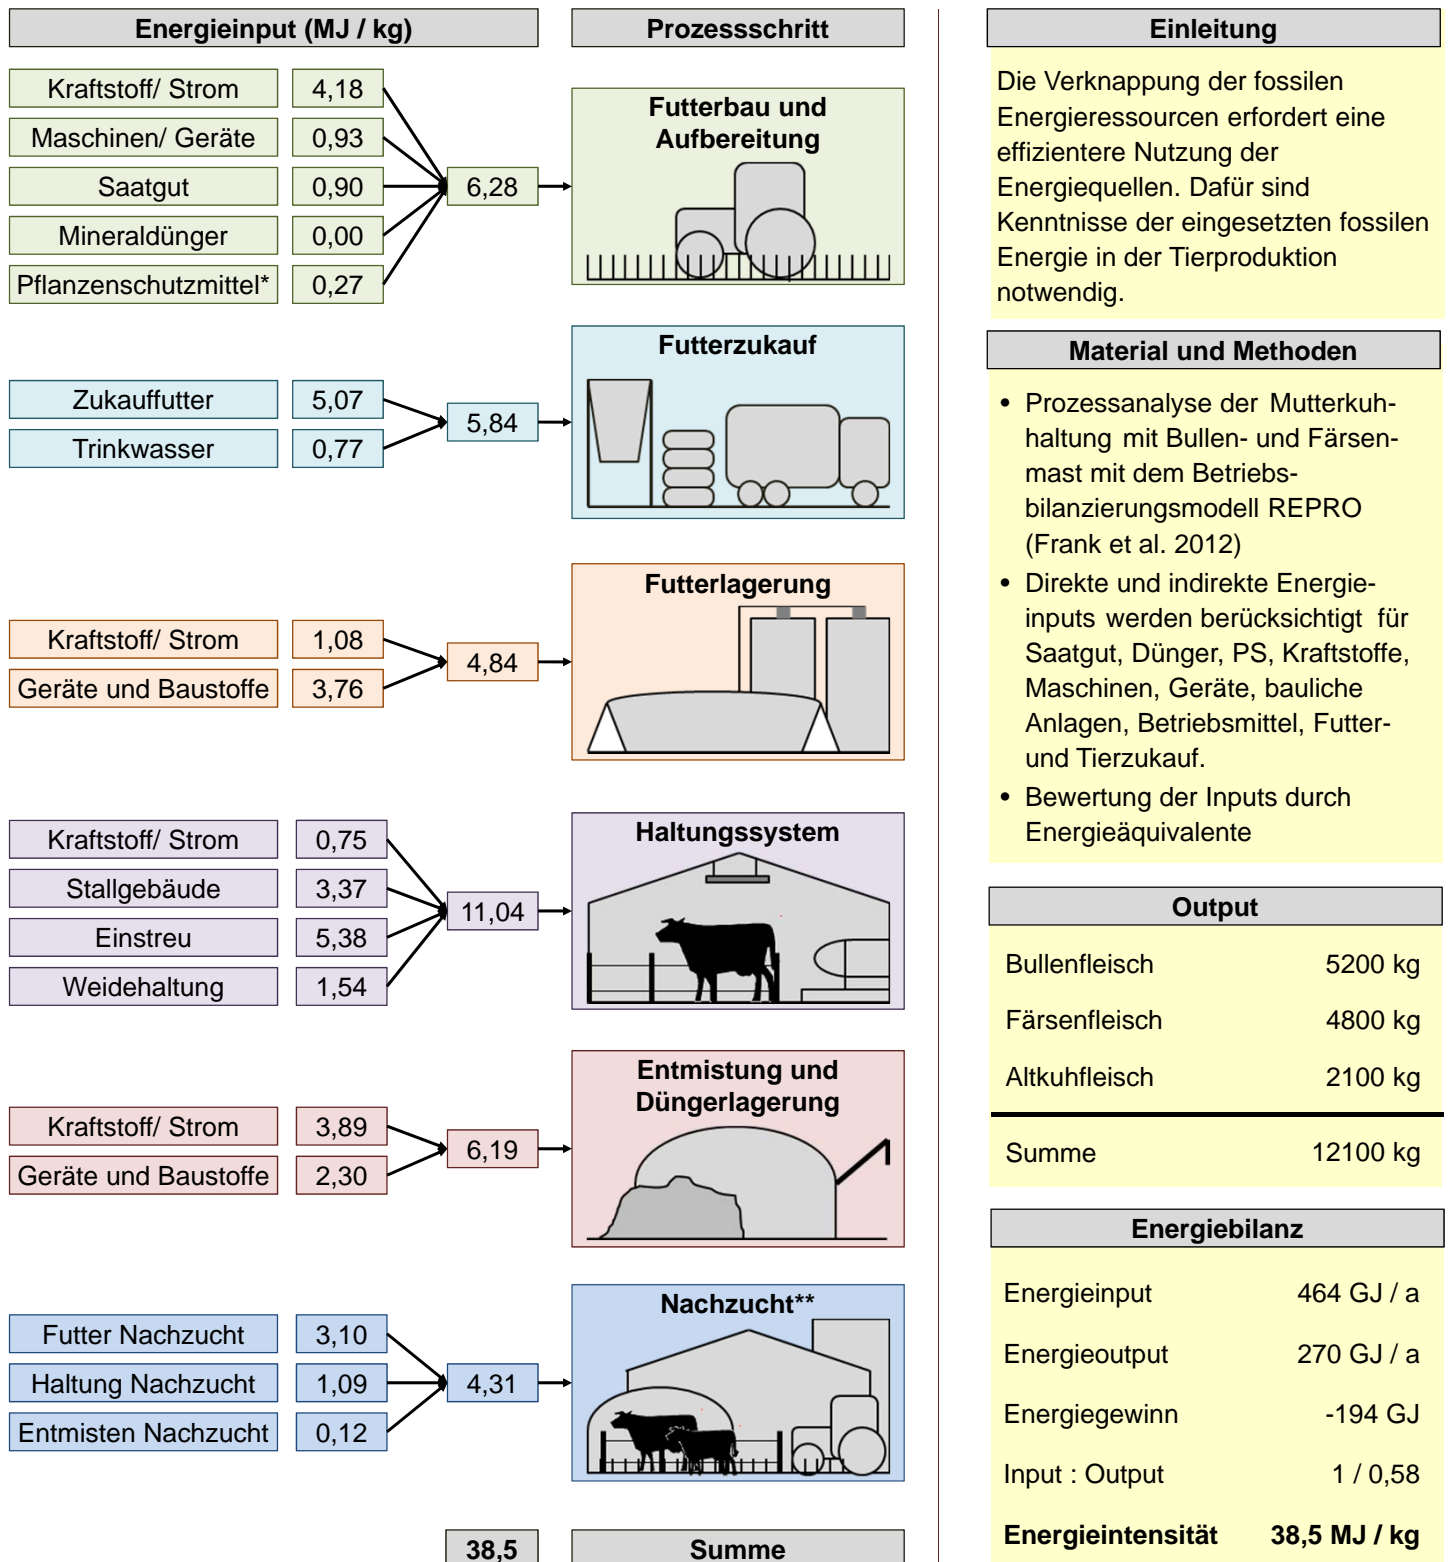 Energieinput (MJ / kg)
Prozessschritt
Kraftstoff/ Strom 4,18
Maschinen/ Geräte 0,93
Saatgut 0,90
Mineraldünger 0,00
Pflanzenschutzmittel* 0,27
6,28
Futterbau und
Aufbereitung
Zukauffutter 5,07
Trinkwasser 0,77
5,84
Futterzukauf
Kraftstoff/ Strom 1,08
Geräte und Baustoffe 3,76
4,84
Futterlagerung
Kraftstoff/ Strom 0,75
Stallgebäude 3,37
Einstreu 5,38
Weidehaltung 1,54
11,04
Haltungssystem
Kraftstoff/ Strom 3,89
Geräte und Baustoffe 2,30
6,19
Entmistung und
Düngerlagerung
Futter Nachzucht 3,10
Haltung Nachzucht 1,09
Entmisten Nachzucht 0,12
4,31
Nachzucht**
38,5
Summe
Einleitung
Die Verknappung der fossilen
Energieressourcen erfordert eine
effizientere Nutzung der
Energiequellen. Dafür sind
Kenntnisse der eingesetzten fossilen
Energie in der Tierproduktion
notwendig.
Material und Methoden
• Prozessanalyse der Mutterkuh-
haltung mit Bullen- und Färsen-
mast mit dem Betriebs-
bilanzierungsmodell REPRO
(Frank et al. 2012)
• Direkte und indirekte Energie-
inputs werden berücksichtigt für
Saatgut, Dünger, PS, Kraftstoffe,
Maschinen, Geräte, bauliche
Anlagen, Betriebsmittel, Futter-
und Tierzukauf.
• Bewertung der Inputs durch
Energieäquivalente
Output
Bullenfleisch 5200 kg
Färsenfleisch 4800 kg
Altkuhfleisch 2100 kg
Summe 12100 kg
Energiebilanz
Energieinput 464 GJ / a
Energieoutput 270 GJ / a
Energiegewinn -194 GJ
Input : Output 1 / 0,58
Energieintensität 38,5 MJ / kg